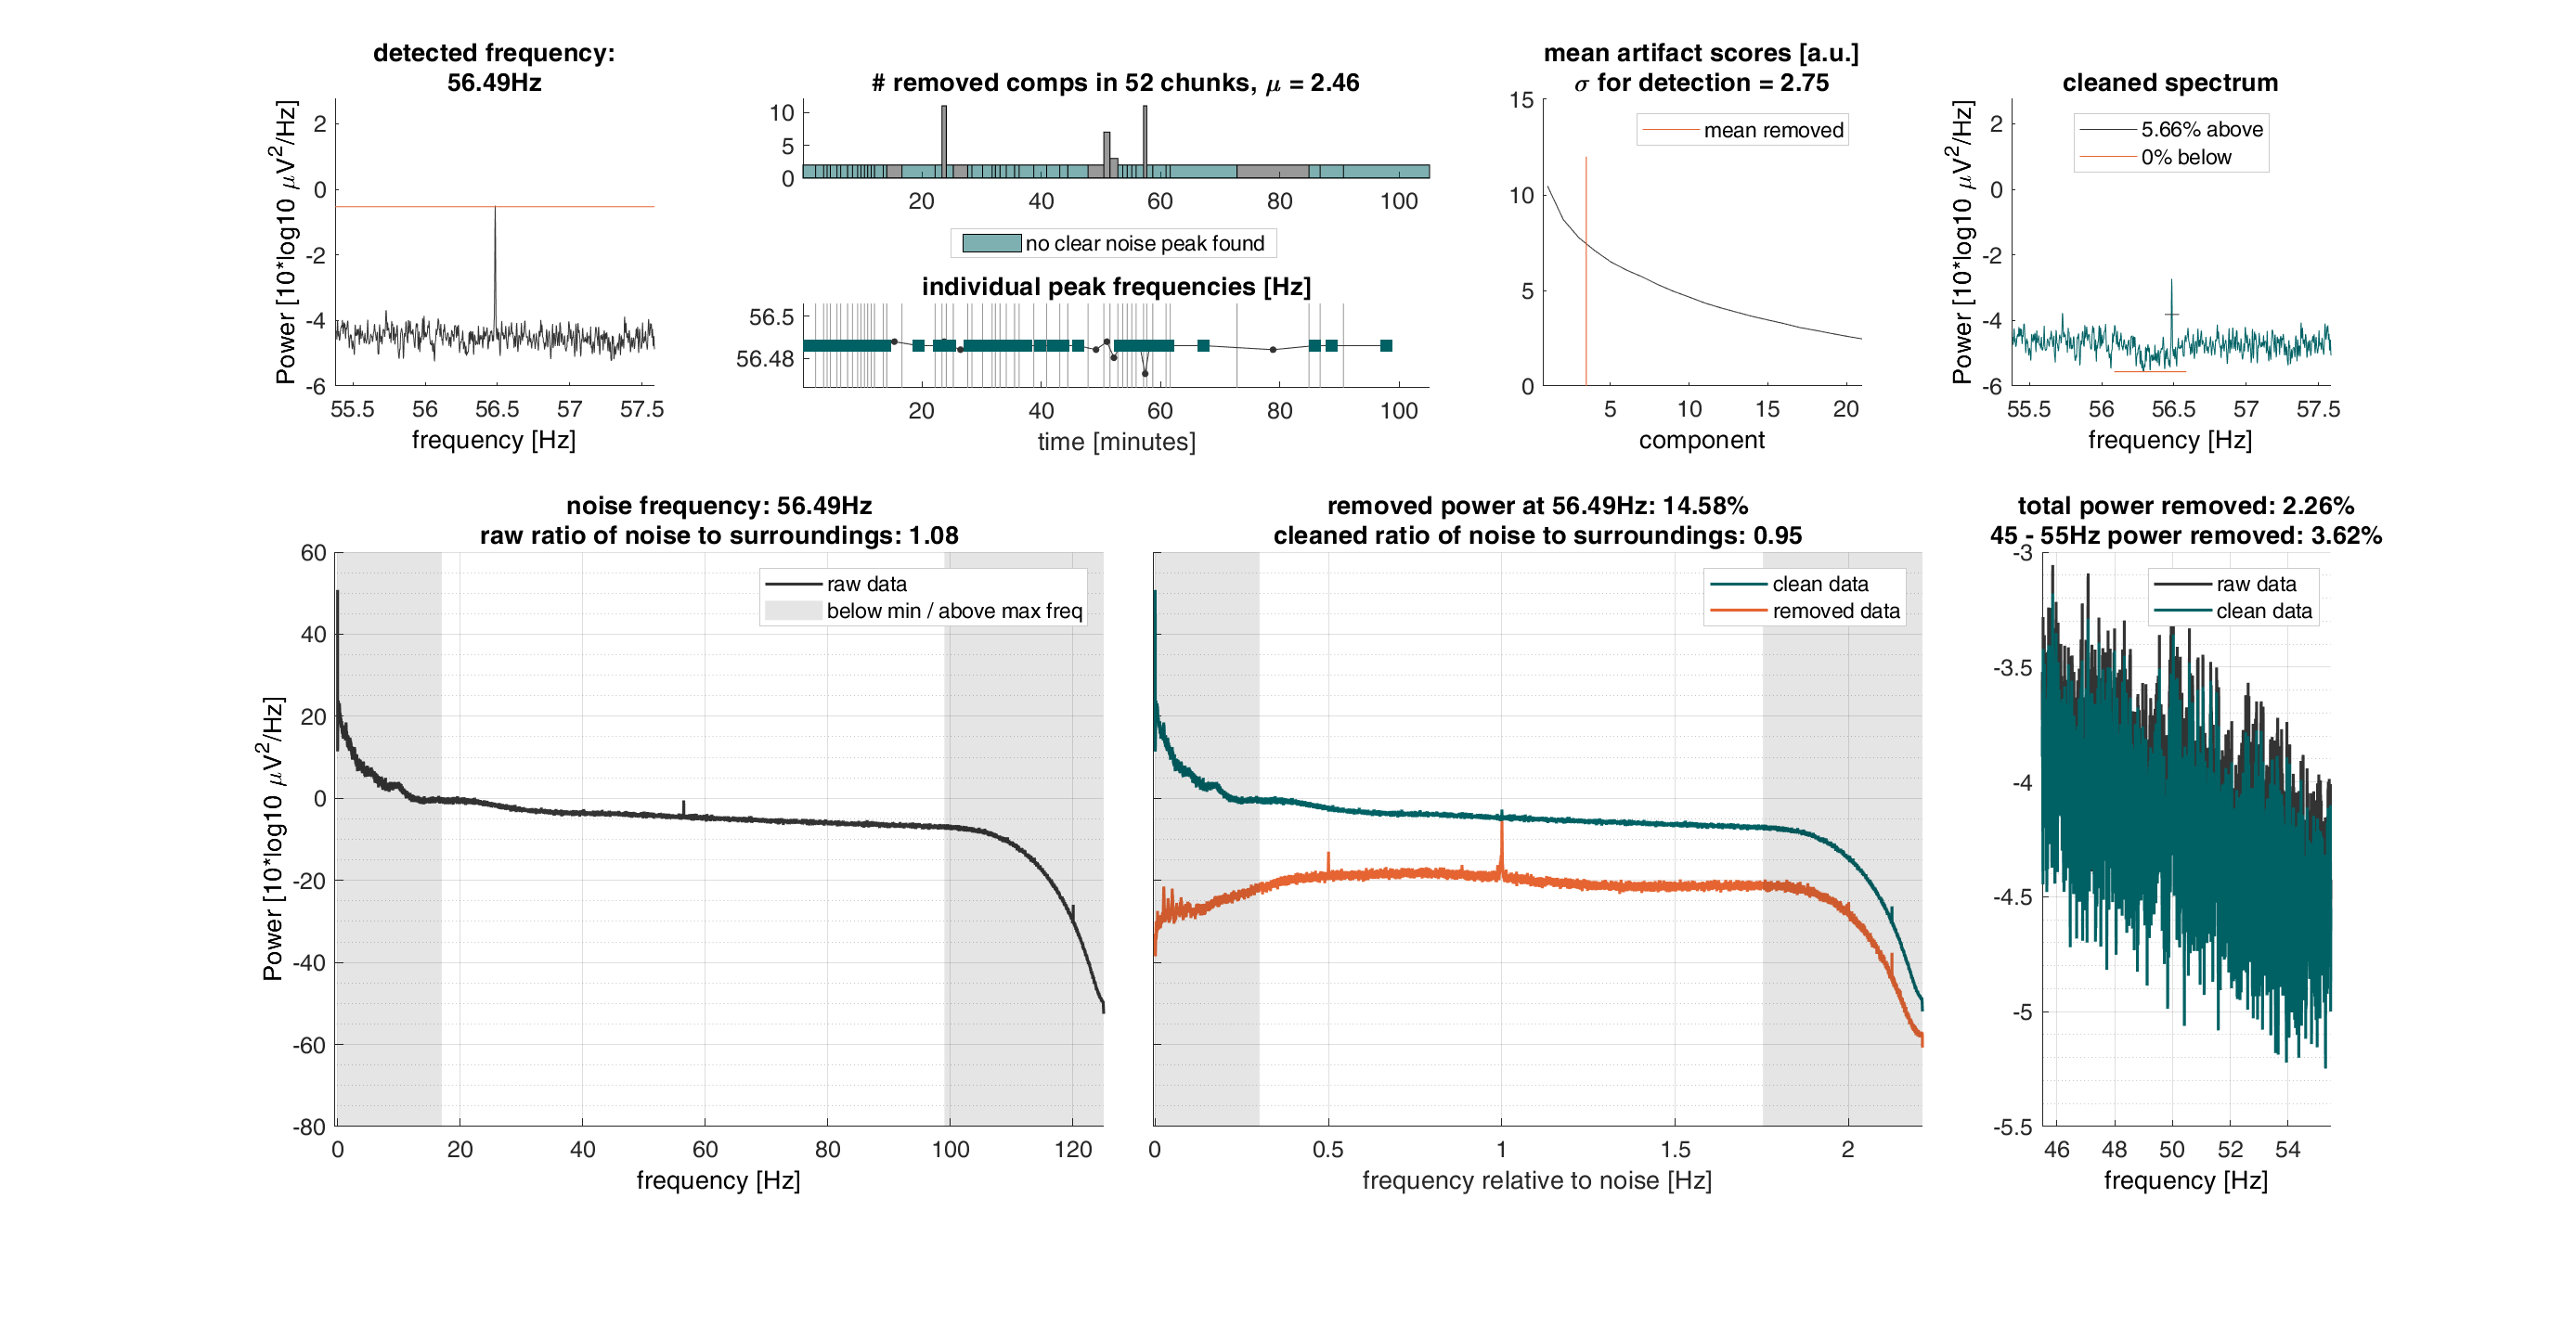 detected frequency:
56.49Hz
Power [10*log10 μV²/Hz]
2
0
-2
-4
-6
55.5 56 56.5 57 57.5
frequency [Hz]
# removed comps in 52 chunks, μ = 2.46
10
5
0
20 40 60 80 100
no clear noise peak found
individual peak frequencies [Hz]
56.5
56.48
20 40 60 80 100
time [minutes]
mean artifact scores [a.u.]
σ for detection = 2.75
15
10
5
0
mean removed
5 10 15 20
component
cleaned spectrum
Power [10*log10 μV²/Hz]
2
0
-2
-4
-6
5.66% above
0% below
55.5 56 56.5 57 57.5
frequency [Hz]
noise frequency: 56.49Hz
raw ratio of noise to surroundings: 1.08
Power [10*log10 μV²/Hz]
60
40
20
0
-20
-40
-60
-80
raw data
below min / above max freq
0 20 40 60 80 100 120
frequency [Hz]
removed power at 56.49Hz: 14.58%
cleaned ratio of noise to surroundings: 0.95
clean data
removed data
0 0.5 1 1.5 2
frequency relative to noise [Hz]
total power removed: 2.26%
45 - 55Hz power removed: 3.62%
-3
-3.5
-4
-4.5
-5
-5.5
raw data
clean data
46 48 50 52 54
frequency [Hz]